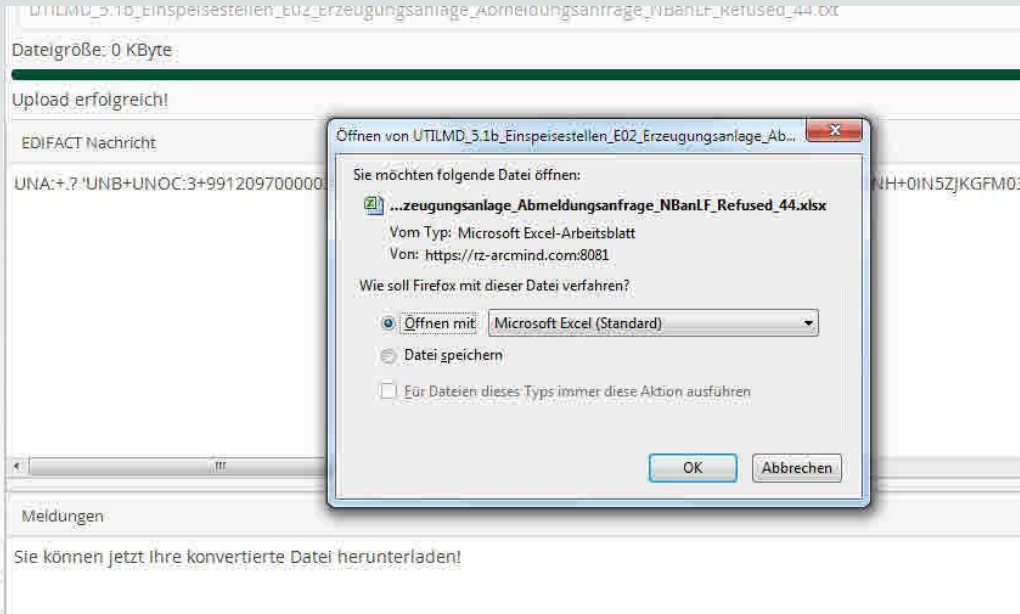 UTILMD_5.1b_Einspeisestellen_E02_Erzeugungsanlage_Abmeldungsanfrage_NBanLF_Refused_44.txt
Dateigröße: 0 KByte
Upload erfolgreich!
EDIFACT Nachricht
UNA:+.? 'UNB+UNOC:3+991209700000
NH+0IN5ZJKGFM03
Öffnen von UTILMD_5.1b_Einspeisestellen_E02_Erzeugungsanlage_Ab...
Sie möchten folgende Datei öffnen:
...zeugungsanlage_Abmeldungsanfrage_NBanLF_Refused_44.xlsx
Vom Typ: Microsoft Excel-Arbeitsblatt
Von: https://rz-arcmind.com:8081
Wie soll Firefox mit dieser Datei verfahren?
Öffnen mit Microsoft Excel (Standard)
Datei speichern
Für Dateien dieses Typs immer diese Aktion ausführen
OK Abbrechen
Meldungen
Sie können jetzt Ihre konvertierte Datei herunterladen!